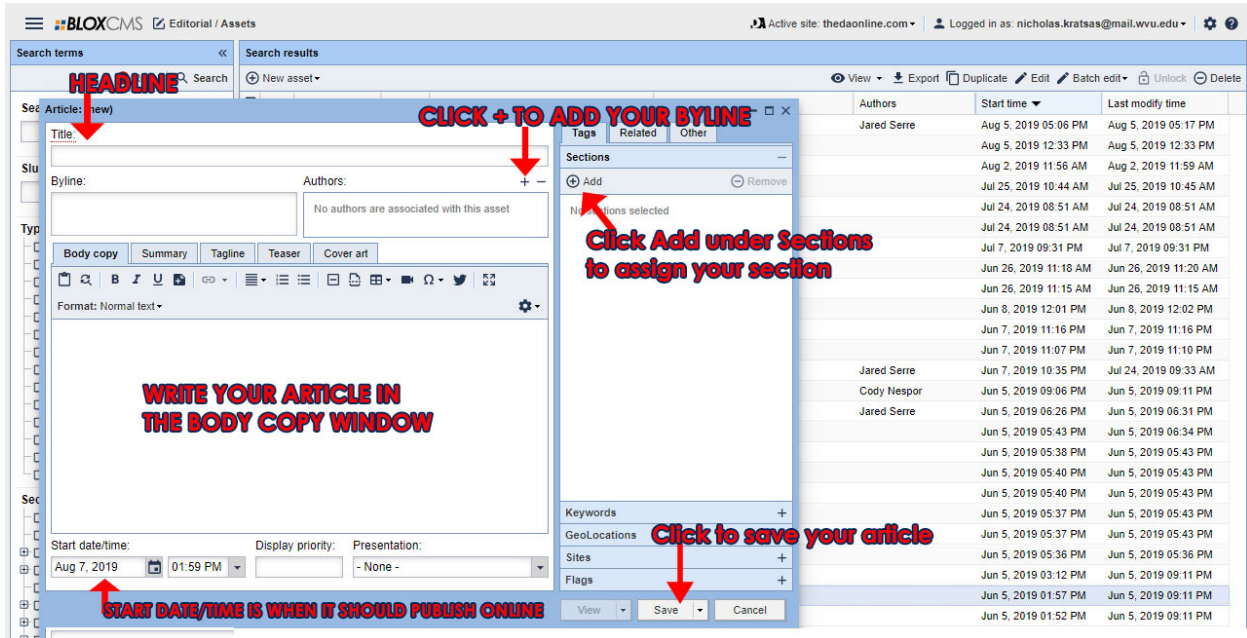 BLOXCMS Editorial / Assets
Active site: thedaonline.com Logged in as: nicholas.kratsas@mail.wvu.edu
Search terms «
Search results
Search
New asset
View Export Duplicate Edit Batch edit Unlock Delete
HEADLINE
Article: (new)
CLICK + TO ADD YOUR BYLINE
Authors Start time Last modify time
Title:
Tags Related Other
Sections
Byline: Authors: + −
Add Remove
No authors are associated with this asset
No sections selected
Click Add under Sections
to assign your section
Body copy Summary Tagline Teaser Cover art
B I U Ω
Format: Normal text
WRITE YOUR ARTICLE IN
THE BODY COPY WINDOW
Keywords +
GeoLocations
Click to save your article
Sites +
Flags +
Start date/time: Display priority: Presentation:
Aug 7, 2019 01:59 PM - None -
START DATE/TIME IS WHEN IT SHOULD PUBLISH ONLINE
View Save Cancel
Jared Serre Aug 5, 2019 05:06 PM Aug 5, 2019 05:17 PM
Aug 5, 2019 12:33 PM Aug 5, 2019 12:33 PM
Aug 2, 2019 11:56 AM Aug 2, 2019 11:59 AM
Jul 25, 2019 10:44 AM Jul 25, 2019 10:45 AM
Jul 24, 2019 08:51 AM Jul 24, 2019 08:51 AM
Jul 24, 2019 08:51 AM Jul 24, 2019 08:51 AM
Jul 7, 2019 09:31 PM Jul 7, 2019 09:31 PM
Jun 26, 2019 11:18 AM Jun 26, 2019 11:20 AM
Jun 26, 2019 11:15 AM Jun 26, 2019 11:15 AM
Jun 8, 2019 12:01 PM Jun 8, 2019 12:02 PM
Jun 7, 2019 11:16 PM Jun 7, 2019 11:16 PM
Jun 7, 2019 11:07 PM Jun 7, 2019 11:10 PM
Jared Serre Jun 7, 2019 10:35 PM Jul 24, 2019 09:33 AM
Cody Nespor Jun 5, 2019 09:06 PM Jun 5, 2019 09:11 PM
Jared Serre Jun 5, 2019 06:26 PM Jun 5, 2019 06:31 PM
Jun 5, 2019 05:43 PM Jun 5, 2019 06:34 PM
Jun 5, 2019 05:38 PM Jun 5, 2019 05:43 PM
Jun 5, 2019 05:40 PM Jun 5, 2019 05:43 PM
Jun 5, 2019 05:40 PM Jun 5, 2019 05:43 PM
Jun 5, 2019 05:37 PM Jun 5, 2019 05:43 PM
Jun 5, 2019 05:37 PM Jun 5, 2019 05:43 PM
Jun 5, 2019 05:36 PM Jun 5, 2019 05:36 PM
Jun 5, 2019 03:12 PM Jun 5, 2019 09:11 PM
Jun 5, 2019 01:57 PM Jun 5, 2019 09:11 PM
Jun 5, 2019 01:52 PM Jun 5, 2019 09:11 PM